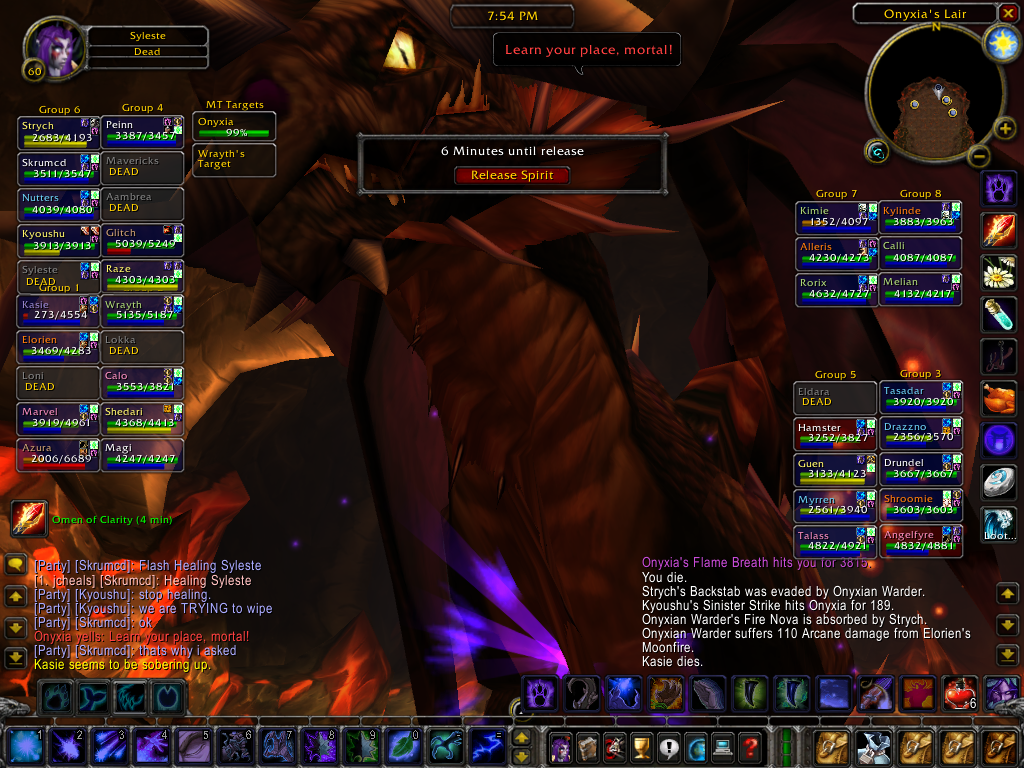 7:54 PM
Onyxia's Lair
N
Syleste
Dead
60
Learn your place, mortal!
6 Minutes until release
Release Spirit
MT Targets
Onyxia
99%
Wrayth's
Target
Group 6
Strych
2683/4193
Skrumcd
3511/3547
Nutters
4039/4080
Kyoushu
3913/3913
Syleste
DEAD
Group 4
Peinn
3387/3457
Mavericks
DEAD
Aambrea
DEAD
Glitch
5039/5249
Raze
4303/4303
Group 1
Kasie
273/4554
Elorien
3469/4283
Loni
DEAD
Marvel
3919/4961
Azura
2006/6689
Wrayth
5135/5187
Lokka
DEAD
Calo
3553/3821
Shedari
4368/4413
Magi
4247/4247
Group 7
Kimie
1352/4097
Alleris
4230/4273
Rorix
4632/4727
Group 8
Kylinde
3883/3963
Calli
4087/4087
Melian
4132/4217
Group 5
Eldara
DEAD
Hamster
3252/3827
Guen
3133/4123
Myrren
2561/3940
Talass
4822/4921
Group 3
Tasadar
3920/3920
Drazzno
2356/3570
Drundel
3667/3667
Shroomie
3603/3603
Angelfyre
4832/4881
Loot...
Omen of Clarity (4 min)
[Party] [Skrumcd]: Flash Healing Syleste
[1. jcheals] [Skrumcd]: Healing Syleste
[Party] [Kyoushu]: stop healing.
[Party] [Kyoushu]: we are TRYING to wipe
[Party] [Skrumcd]: ok
Onyxia yells: Learn your place, mortal!
[Party] [Skrumcd]: thats why i asked
Kasie seems to be sobering up.
Onyxia's Flame Breath hits you for 3815.
You die.
Strych's Backstab was evaded by Onyxian Warder.
Kyoushu's Sinister Strike hits Onyxia for 189.
Onyxian Warder's Fire Nova is absorbed by Strych.
Onyxian Warder suffers 110 Arcane damage from Elorien's
Moonfire.
Kasie dies.
6
1 2 3 4 5 6 7 8 9 0 - =